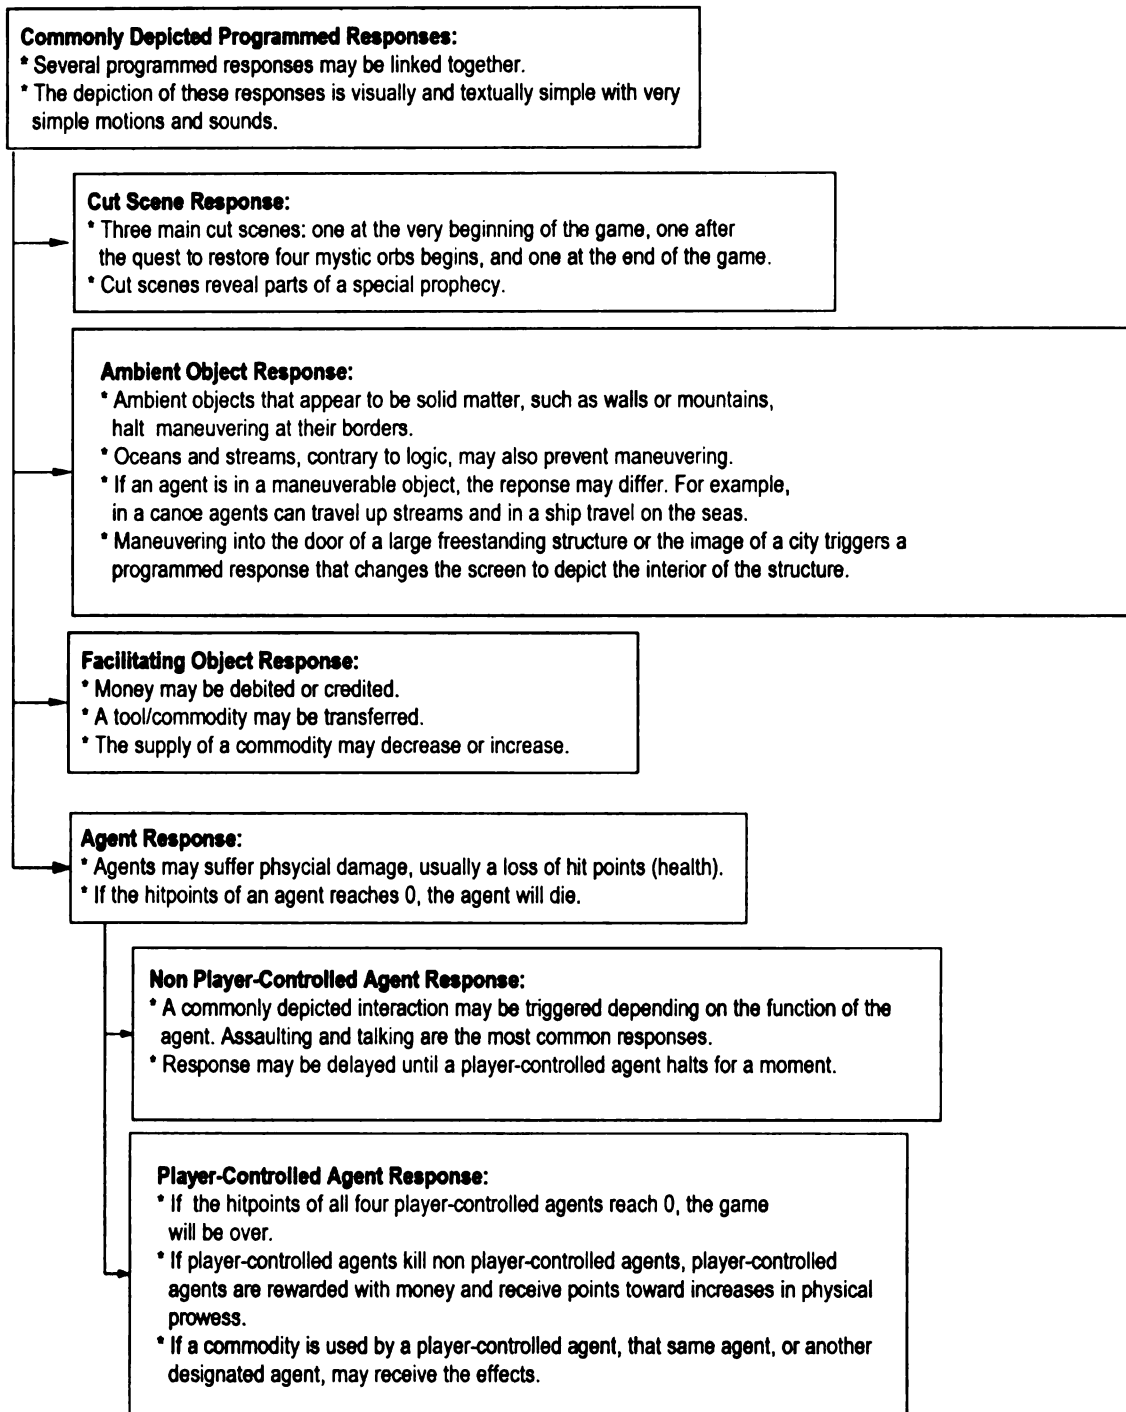 Commonly Depicted Programmed Responses:
* Several programmed responses may be linked together.
* The depiction of these responses is visually and textually simple with very
simple motions and sounds.
Cut Scene Response:
* Three main cut scenes: one at the very beginning of the game, one after
the quest to restore four mystic orbs begins, and one at the end of the game.
* Cut scenes reveal parts of a special prophecy.
Ambient Object Response:
* Ambient objects that appear to be solid matter, such as walls or mountains,
halt maneuvering at their borders.
* Oceans and streams, contrary to logic, may also prevent maneuvering.
* If an agent is in a maneuverable object, the reponse may differ. For example,
in a canoe agents can travel up streams and in a ship travel on the seas.
* Maneuvering into the door of a large freestanding structure or the image of a city triggers a
programmed response that changes the screen to depict the interior of the structure.
Facilitating Object Response:
* Money may be debited or credited.
* A tool/commodity may be transferred.
* The supply of a commodity may decrease or increase.
Agent Response:
* Agents may suffer phsycial damage, usually a loss of hit points (health).
* If the hitpoints of an agent reaches 0, the agent will die.
Non Player-Controlled Agent Response:
* A commonly depicted interaction may be triggered depending on the function of the
agent. Assaulting and talking are the most common responses.
* Response may be delayed until a player-controlled agent halts for a moment.
Player-Controlled Agent Response:
* If the hitpoints of all four player-controlled agents reach 0, the game
will be over.
* If player-controlled agents kill non player-controlled agents, player-controlled
agents are rewarded with money and receive points toward increases in physical
prowess.
* If a commodity is used by a player-controlled agent, that same agent, or another
designated agent, may receive the effects.